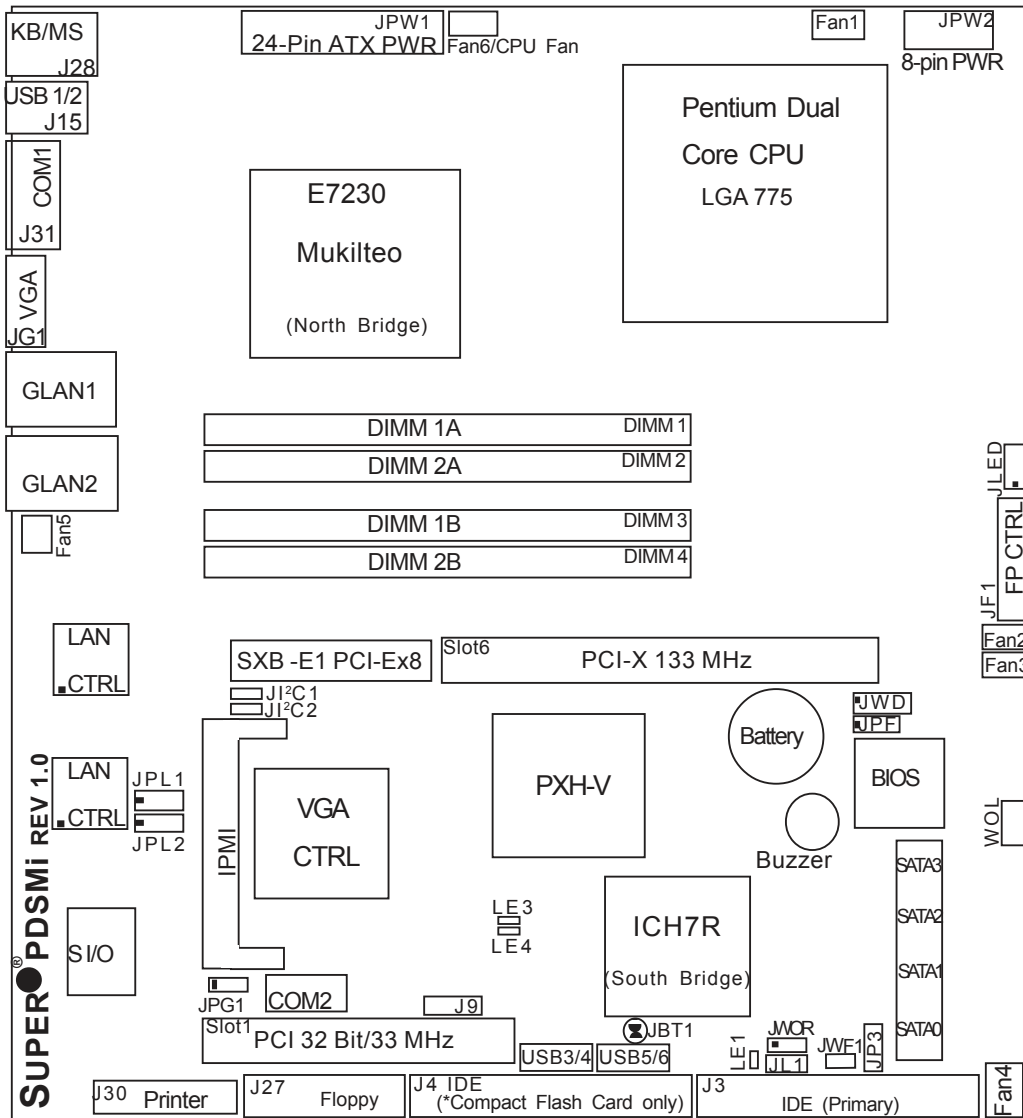 KB/MS
J28
USB 1/2
J15
COM1
J31
VGA
JG1
GLAN1
GLAN2
Fan5
JPW1
24-Pin ATX PWR
Fan6/CPU Fan
Fan1
JPW2
8-pin PWR
Pentium Dual
Core CPU
LGA 775
E7230
Mukilteo
(North Bridge)
DIMM 1A
DIMM 1
DIMM 2A
DIMM 2
DIMM 1B
DIMM 3
DIMM 2B
DIMM 4
JLED
FP CTRL
JF1
Fan2
Fan3
LAN
CTRL
SXB -E1 PCI-Ex8
Slot6
PCI-X 133 MHz
JI²C1
JI²C2
JWD
JPF
Battery
BIOS
Buzzer
WOL
LAN
CTRL
JPL1
JPL2
IPMI
VGA
CTRL
PXH-V
SATA3
SATA2
SATA1
SATA0
LE3
LE4
ICH7R
(South Bridge)
SUPER® PDSMi REV 1.0
S I/O
JPG1
COM2
J9
Slot1
PCI 32 Bit/33 MHz
JBT1
USB3/4
USB5/6
LE1
JWOR
JL1
JWF1
JP3
J30 Printer
J27
Floppy
J4 IDE
(*Compact Flash Card only)
J3
IDE (Primary)
Fan4